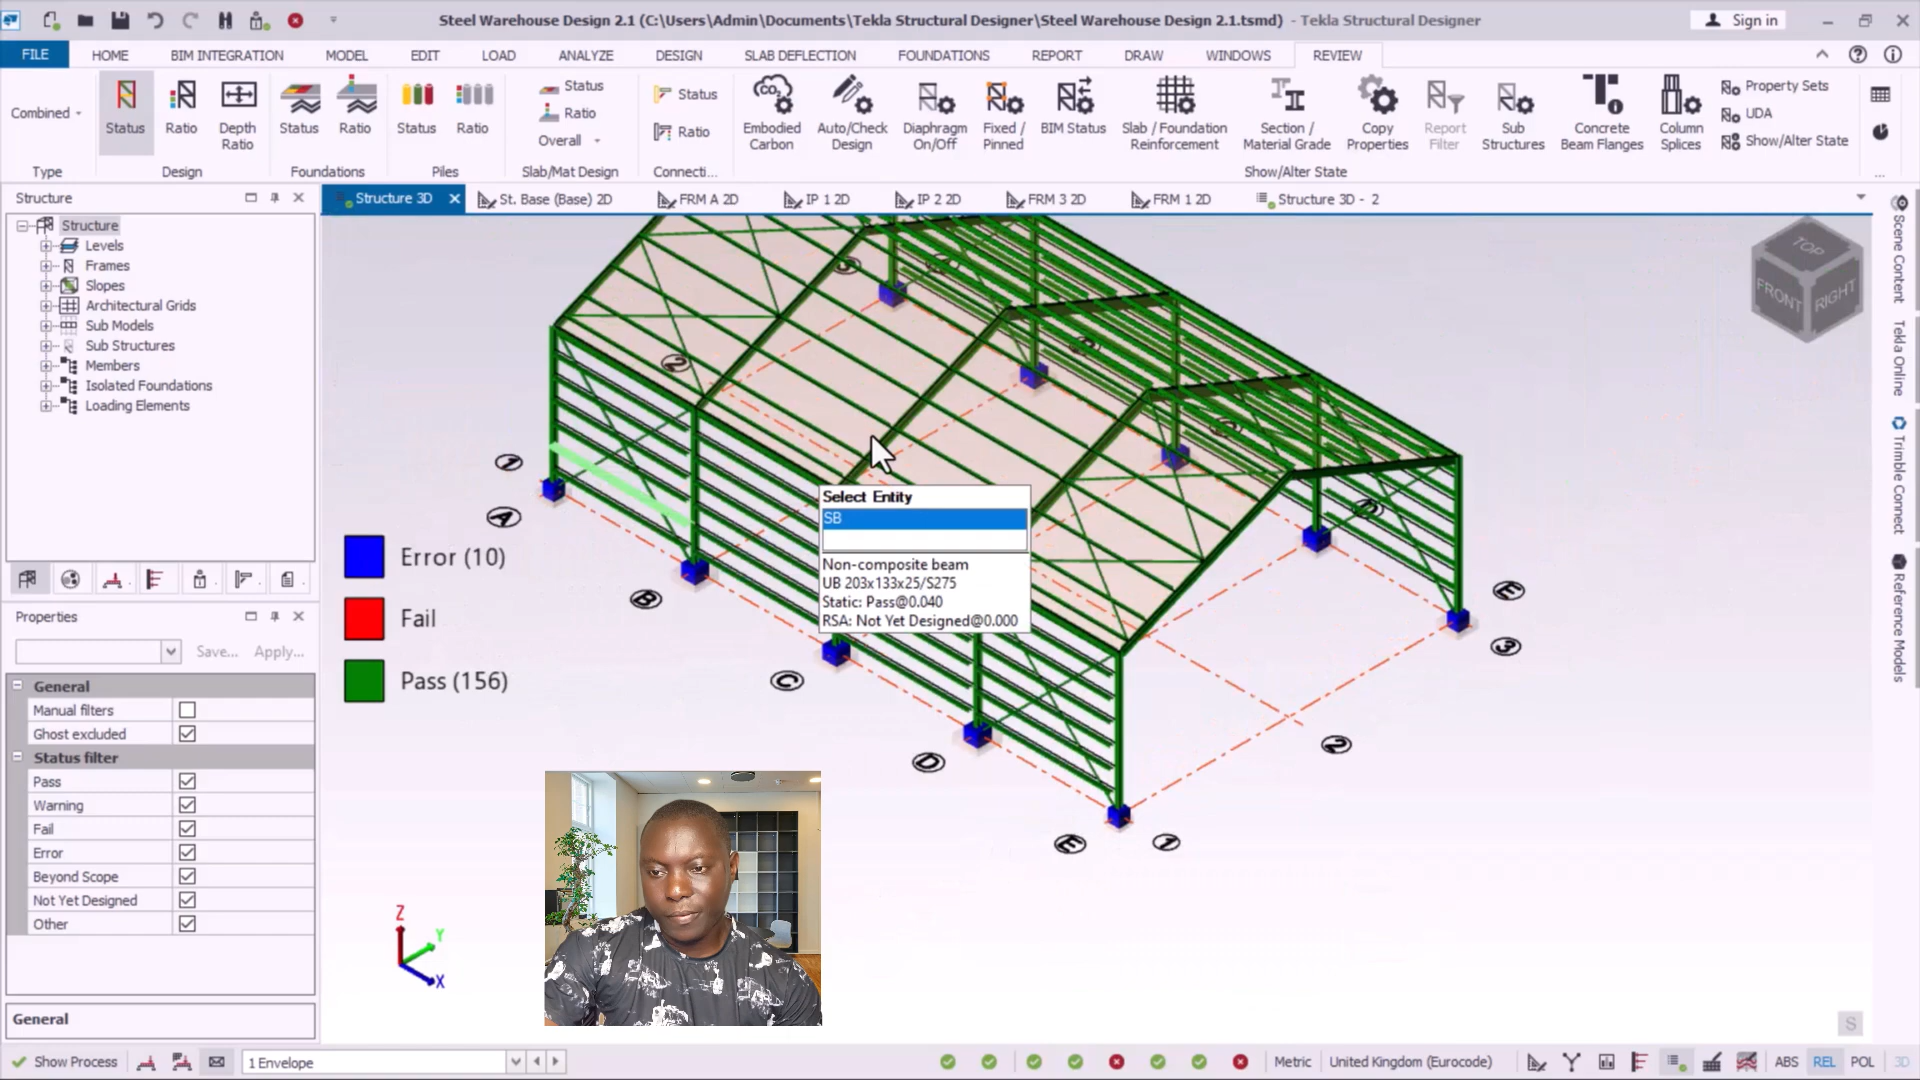 Steel Warehouse Design 2.1 (C:\Users\Admin\Documents\Tekla Structural Designer\Steel Warehouse Design 2.1.tsmd) - Tekla Structural Designer
Sign in
FILE
HOME
BIM INTEGRATION
MODEL
EDIT
LOAD
ANALYZE
DESIGN
SLAB DEFLECTION
FOUNDATIONS
REPORT
DRAW
WINDOWS
REVIEW
Combined
Type
Status
Ratio
Depth Ratio
Design
Status
Ratio
Foundations
Status
Ratio
Piles
Status
Ratio
Overall
Slab/Mat Design
Status
Ratio
Connecti...
Embodied Carbon
Auto/Check Design
Diaphragm On/Off
Fixed / Pinned
BIM Status
Slab / Foundation Reinforcement
Section / Material Grade
Copy Properties
Report Filter
Sub Structures
Concrete Beam Flanges
Column Splices
Property Sets
UDA
Show/Alter State
Show/Alter State
...
Structure
Structure
Levels
Frames
Slopes
Architectural Grids
Sub Models
Sub Structures
Members
Isolated Foundations
Loading Elements
Properties
Save...
Apply...
General
Manual filters
Ghost excluded
Status filter
Pass
Warning
Fail
Error
Beyond Scope
Not Yet Designed
Other
General
Structure 3D
St. Base (Base) 2D
FRM A 2D
IP 1 2D
IP 2 2D
FRM 3 2D
FRM 1 2D
Structure 3D - 2
TOP
FRONT
RIGHT
Error (10)
Fail
Pass (156)
Select Entity
SB
Non-composite beam
UB 203x133x25/S275
Static: Pass@0.040
RSA: Not Yet Designed@0.000
1
A
2
B
C
D
E
1
2
3
E
Z
Y
X
S
Scene Content
Tekla Online
Trimble Connect
Reference Models
Show Process
1 Envelope
Metric
United Kingdom (Eurocode)
ABS
REL
POL
3D